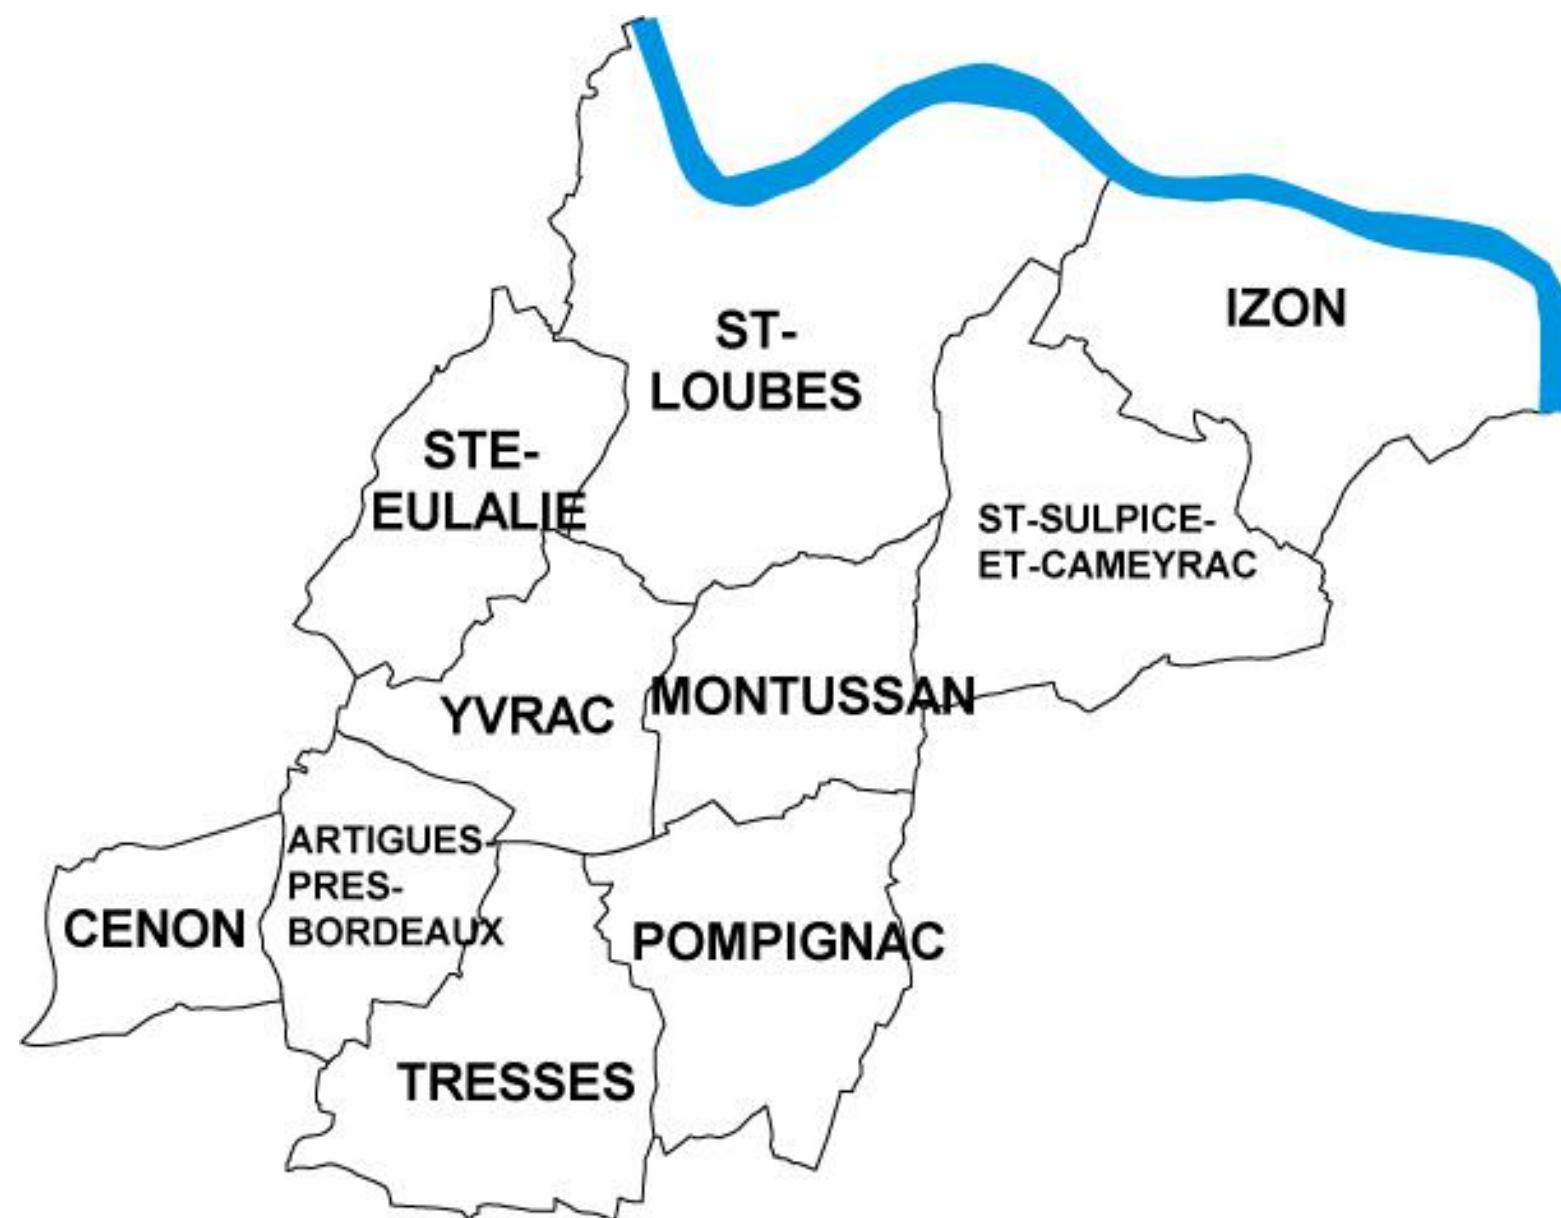 IZON
ST-
LOUBES
STE-
EULALIE
ST-SULPICE-
ET-CAMEYRAC
MONTUSSAN
YVRAC
ARTIGUES-
PRES-
BORDEAUX
CENON
POMPIGNAC
TRESSES